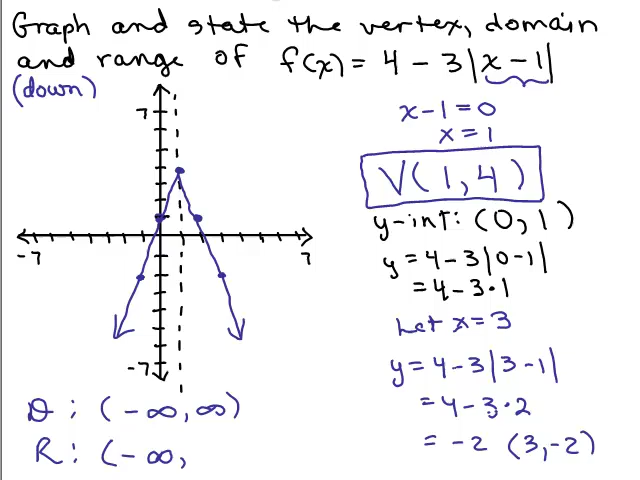 Graph and state the vertex, domain
and range of f(x) = 4 - 3|x - 1|
(down)
x - 1 = 0
x = 1
V(1, 4)
y-int: (0, 1)
y = 4 - 3|0 - 1|
= 4 - 3 · 1
Let x = 3
y = 4 - 3|3 - 1|
= 4 - 3 · 2
= -2 (3, -2)
7
-7
7
-7
D: (-∞, ∞)
R: (-∞,